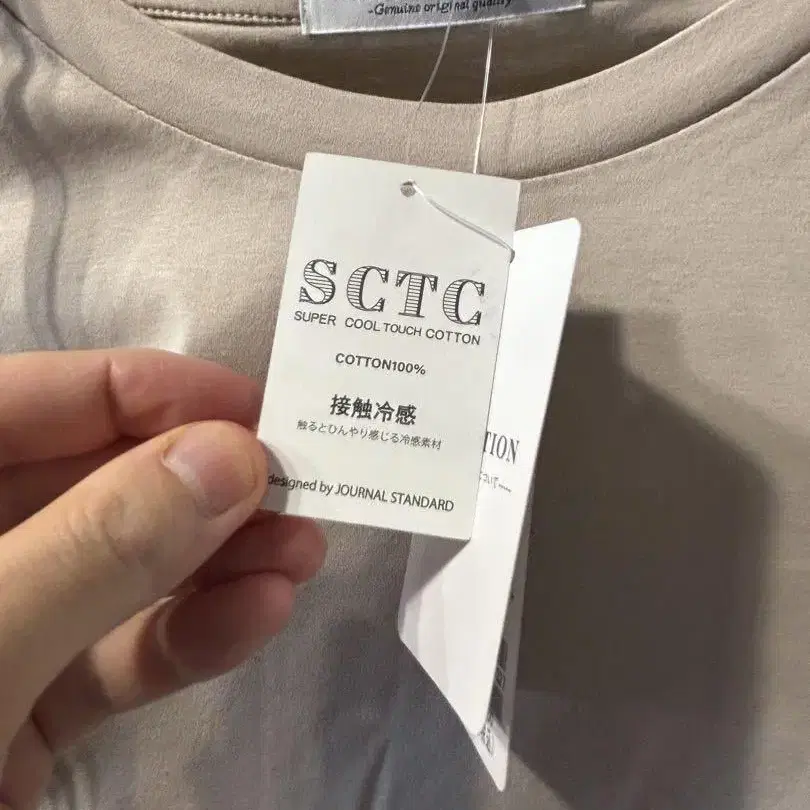 -Genuine original quality
SCTC
SUPER COOL TOUCH COTTON
COTTON100%
接触冷感
触るとひんやり感じる冷感素材
designed by JOURNAL STANDARD